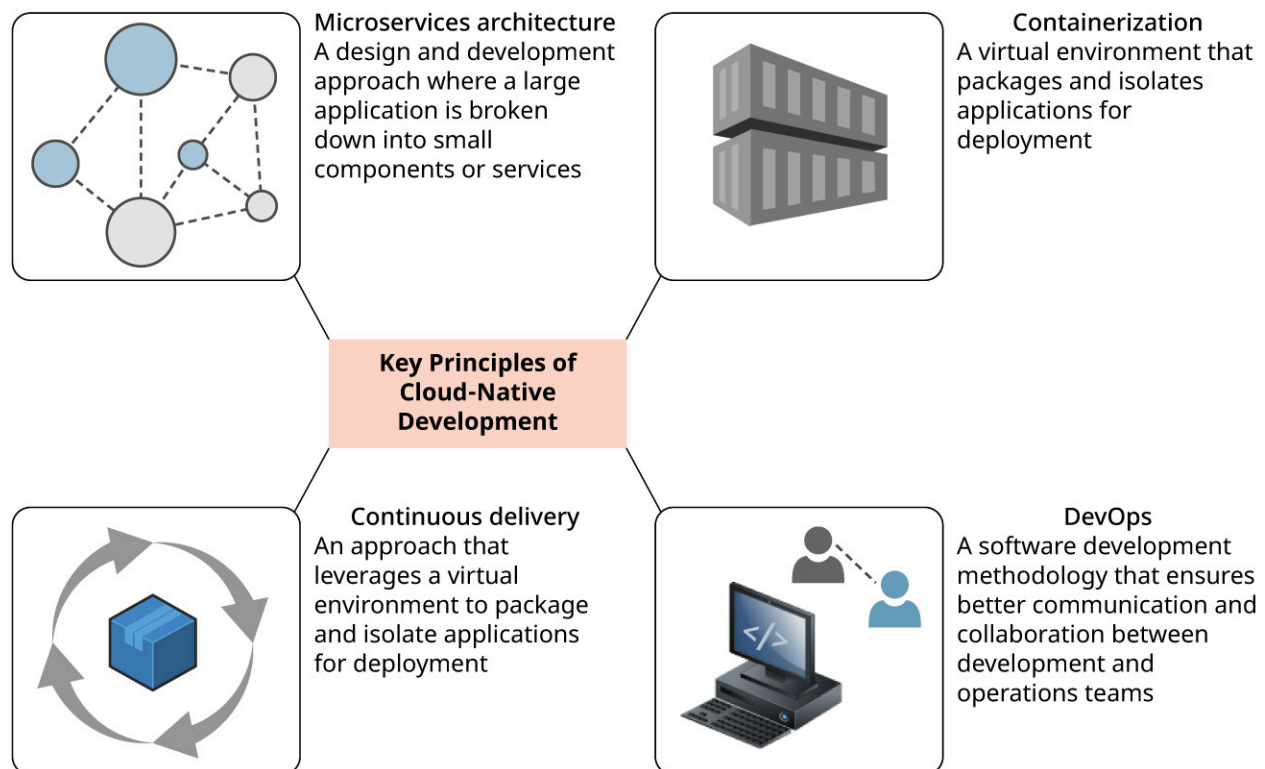 Microservices architecture
A design and development
approach where a large
application is broken
down into small
components or services
Containerization
A virtual environment that
packages and isolates
applications for
deployment
Key Principles of
Cloud-Native
Development
Continuous delivery
An approach that
leverages a virtual
environment to package
and isolate applications
for deployment
</>
DevOps
A software development
methodology that ensures
better communication and
collaboration between
development and
operations teams